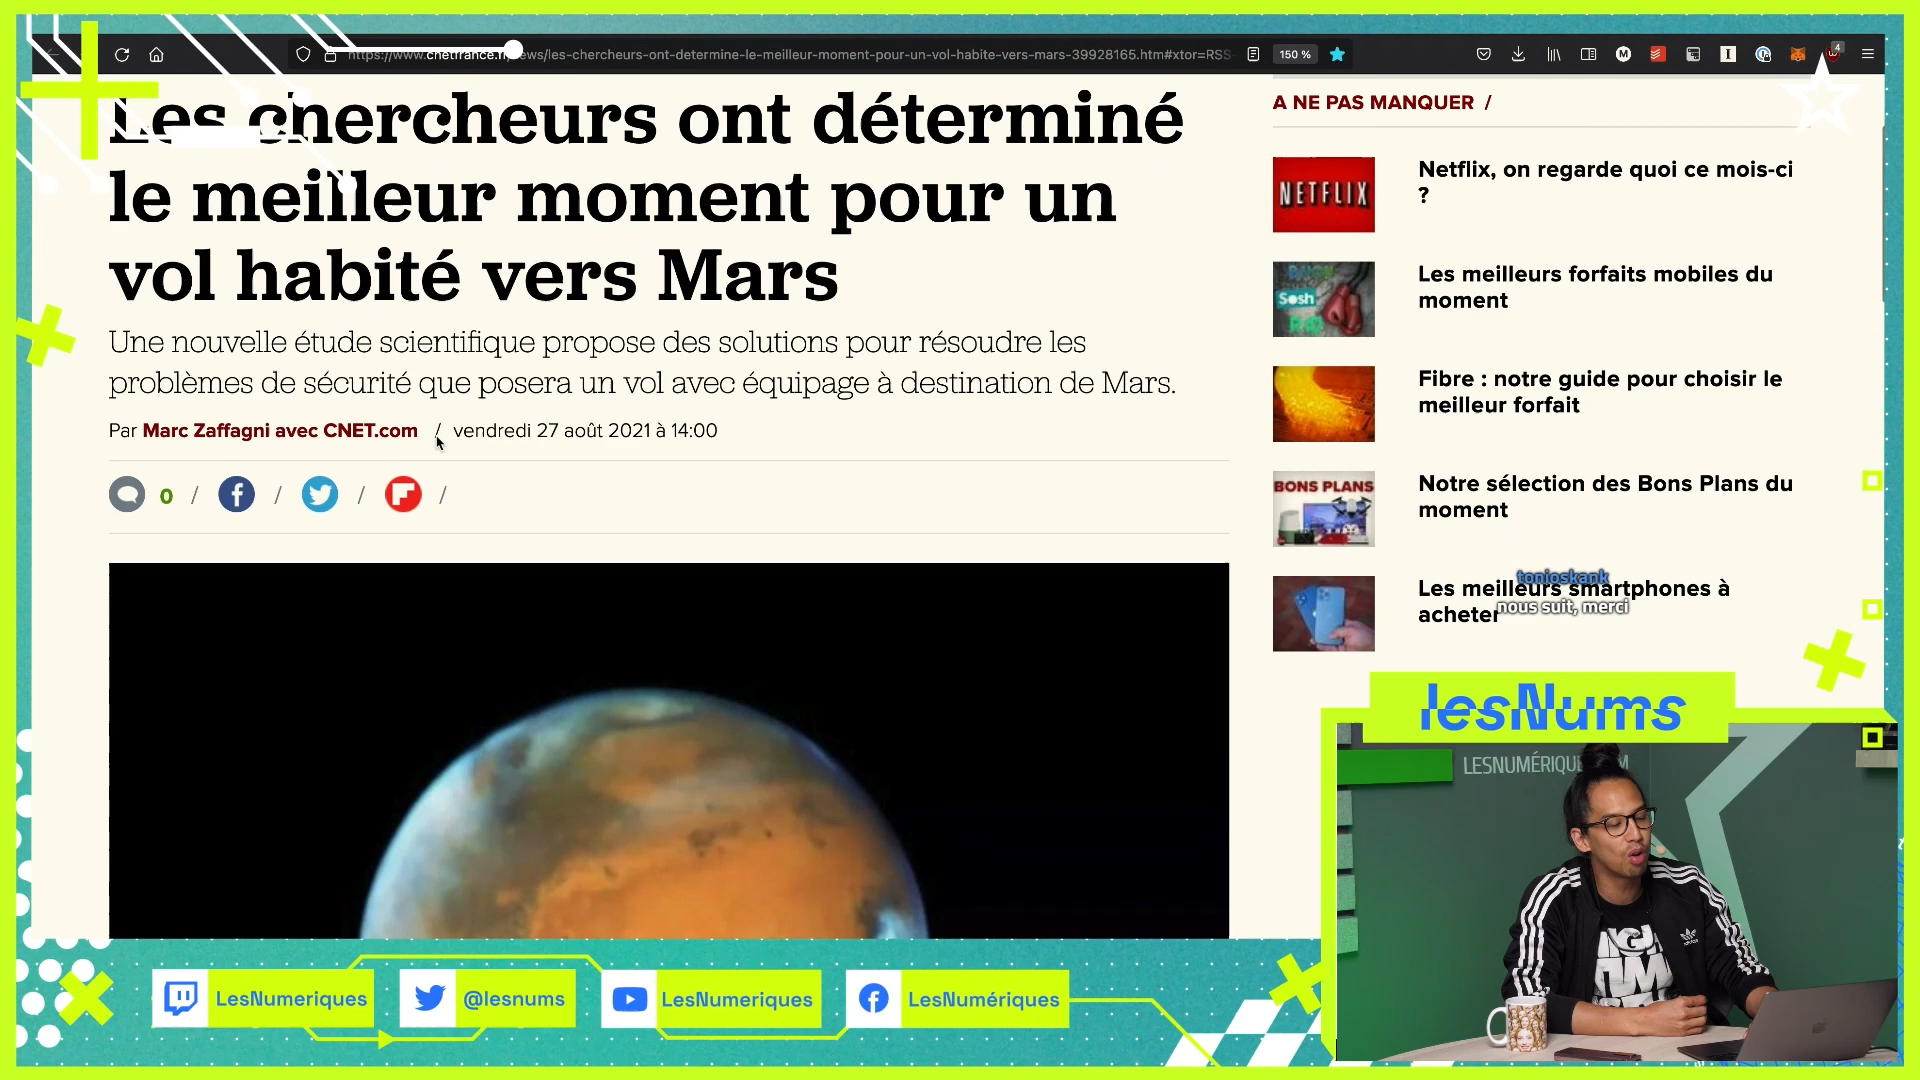 https://www.cnetfrance.fr/news/les-chercheurs-ont-determine-le-meilleur-moment-pour-un-vol-habite-vers-mars-39928165.htm#xtor=RSS-
150 %
4
Les chercheurs ont déterminé
le meilleur moment pour un
vol habité vers Mars
Une nouvelle étude scientifique propose des solutions pour résoudre les
problèmes de sécurité que posera un vol avec équipage à destination de Mars.
Par Marc Zaffagni avec CNET.com / vendredi 27 août 2021 à 14:00
0 / / / /
A NE PAS MANQUER /
NETFLIX
Netflix, on regarde quoi ce mois-ci
?
Sosh
Les meilleurs forfaits mobiles du
moment
Fibre : notre guide pour choisir le
meilleur forfait
BONS PLANS
Notre sélection des Bons Plans du
moment
Les meilleurs smartphones à
acheter
tonioskank
nous suit, merci
lesNums
LesNumeriques
@lesnums
LesNumeriques
LesNumériques